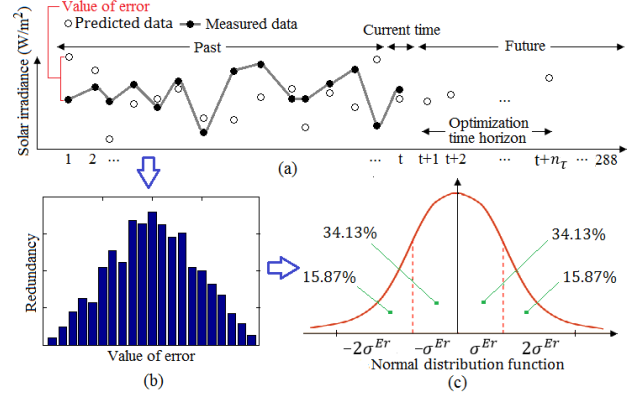 Value of error
Predicted data
Measured data
Solar irradiance (W/m²)
Past
Current time
Future
Optimization
time horizon
1 2 ... ... t t+1 t+2 ... t+n_τ ... 288
(a)
Redundancy
Value of error
(b)
34.13%
34.13%
15.87%
15.87%
-2σ^Er -σ^Er σ^Er 2σ^Er
Normal distribution function
(c)